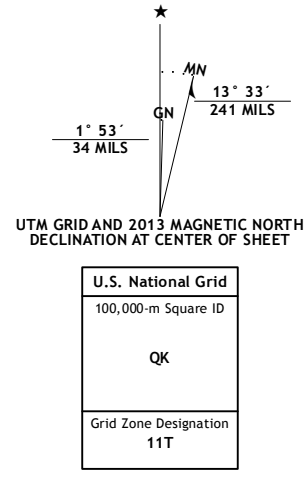 ★
MN
GN
13° 33´
241 MILS
1° 53´
34 MILS
UTM GRID AND 2013 MAGNETIC NORTH
DECLINATION AT CENTER OF SHEET
U.S. National Grid
100,000-m Square ID
QK
Grid Zone Designation
11T